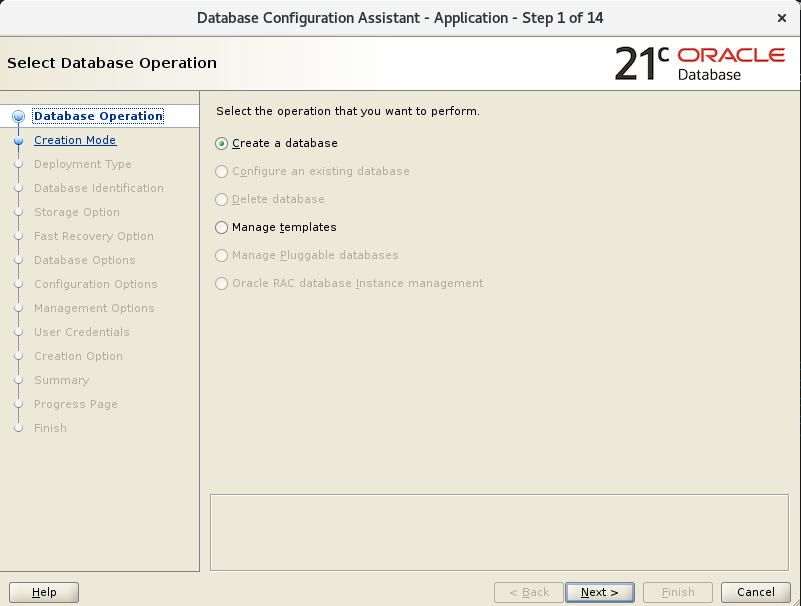 Database Configuration Assistant - Application - Step 1 of 14
Select Database Operation
21c ORACLE
Database
Database Operation
Creation Mode
Deployment Type
Database Identification
Storage Option
Fast Recovery Option
Database Options
Configuration Options
Management Options
User Credentials
Creation Option
Summary
Progress Page
Finish
Select the operation that you want to perform.
Create a database
Configure an existing database
Delete database
Manage templates
Manage Pluggable databases
Oracle RAC database Instance management
Help
< Back
Next >
Finish
Cancel